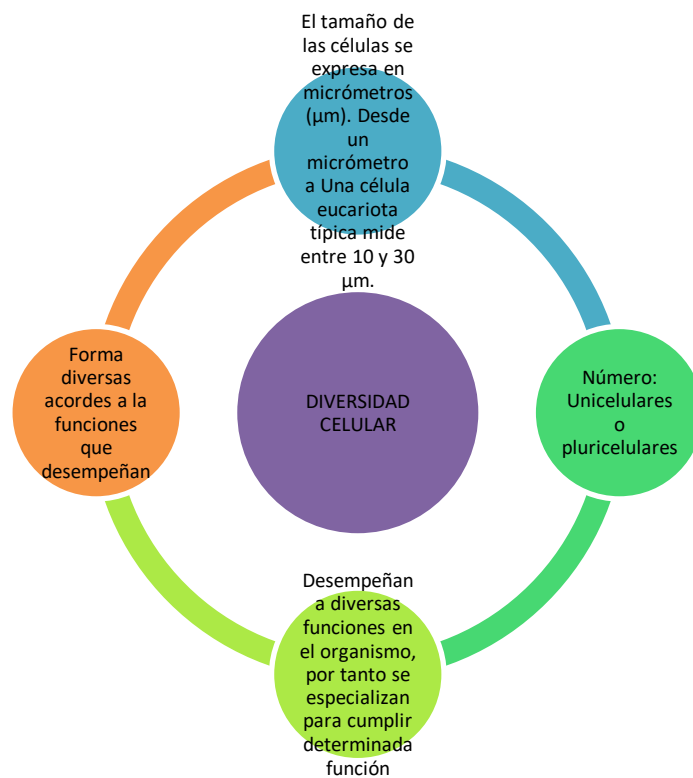 El tamaño de
las células se
expresa en
micrómetros
(µm). Desde
un
micrómetro
a Una célula
eucariota
típica mide
entre 10 y 30
µm.
Forma
diversas
acordes a la
funciones
que
desempeñan
DIVERSIDAD
CELULAR
Número:
Unicelulares
o
pluricelulares
Desempeñan
a diversas
funciones en
el organismo,
por tanto se
especializan
para cumplir
determinada
función